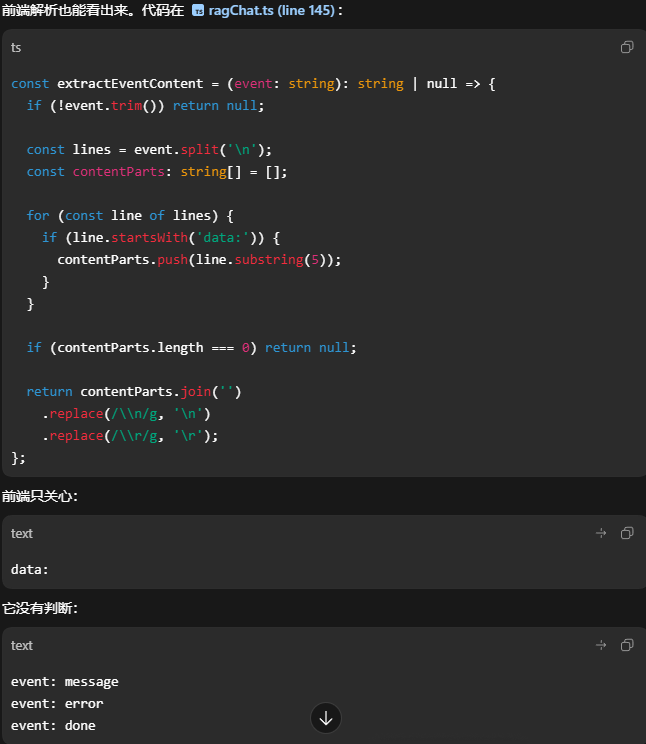 前端解析也能看出来。代码在 TS ragChat.ts (line 145)：
ts
const extractEventContent = (event: string): string | null => {
  if (!event.trim()) return null;

  const lines = event.split('\n');
  const contentParts: string[] = [];

  for (const line of lines) {
    if (line.startsWith('data:')) {
      contentParts.push(line.substring(5));
    }
  }

  if (contentParts.length === 0) return null;

  return contentParts.join('')
    .replace(/\\n/g, '\n')
    .replace(/\\r/g, '\r');
};
前端只关心：
text
data:
它没有判断：
text
event: message
event: error
event: done